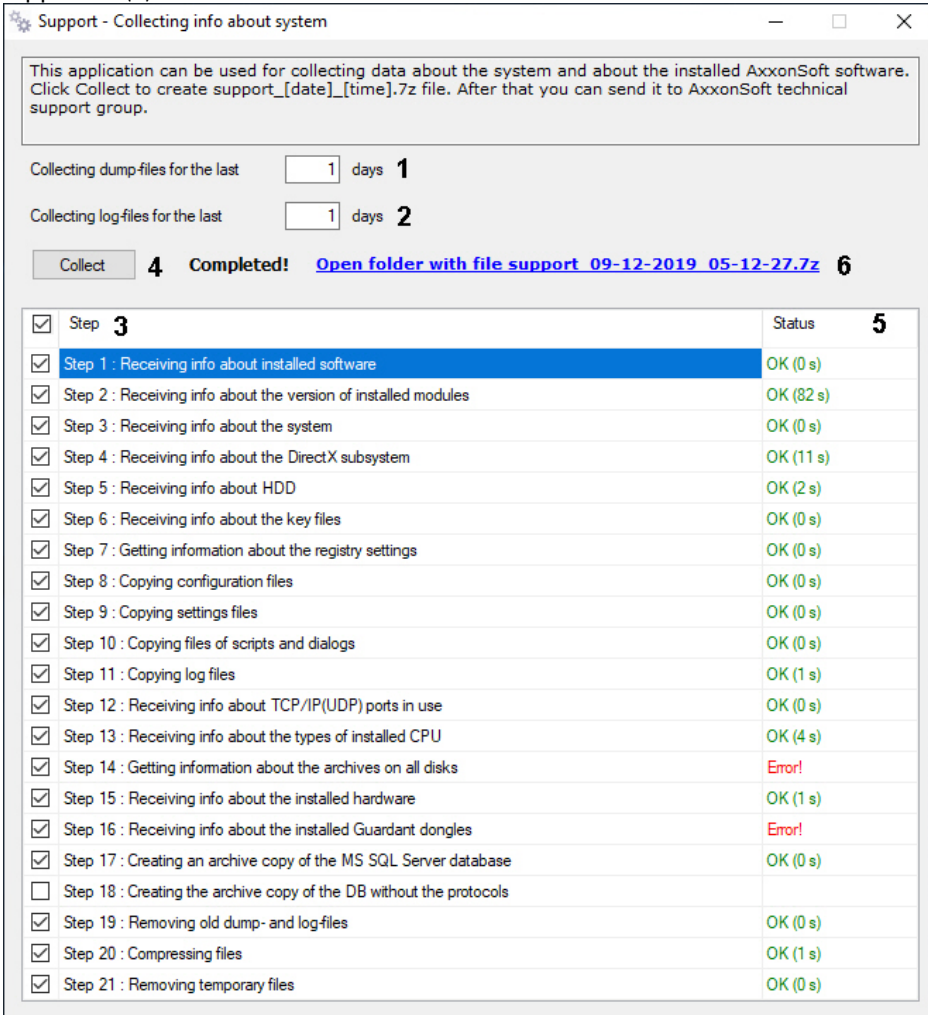 Support - Collecting info about system
This application can be used for collecting data about the system and about the installed AxxonSoft software.
Click Collect to create support_[date]_[time].7z file. After that you can send it to AxxonSoft technical
support group.
Collecting dump-files for the last 1 days 1
Collecting log-files for the last 1 days 2
Collect 4 Completed! Open folder with file support_09-12-2019_05-12-27.7z 6
Step 3 Status 5
Step 1 : Receiving info about installed software OK (0 s)
Step 2 : Receiving info about the version of installed modules OK (82 s)
Step 3 : Receiving info about the system OK (0 s)
Step 4 : Receiving info about the DirectX subsystem OK (11 s)
Step 5 : Receiving info about HDD OK (2 s)
Step 6 : Receiving info about the key files OK (0 s)
Step 7 : Getting information about the registry settings OK (0 s)
Step 8 : Copying configuration files OK (0 s)
Step 9 : Copying settings files OK (0 s)
Step 10 : Copying files of scripts and dialogs OK (0 s)
Step 11 : Copying log files OK (1 s)
Step 12 : Receiving info about TCP/IP(UDP) ports in use OK (0 s)
Step 13 : Receiving info about the types of installed CPU OK (4 s)
Step 14 : Getting information about the archives on all disks Error!
Step 15 : Receiving info about the installed hardware OK (1 s)
Step 16 : Receiving info about the installed Guardant dongles Error!
Step 17 : Creating an archive copy of the MS SQL Server database OK (0 s)
Step 18 : Creating the archive copy of the DB without the protocols
Step 19 : Removing old dump- and log-files OK (0 s)
Step 20 : Compressing files OK (1 s)
Step 21 : Removing temporary files OK (0 s)